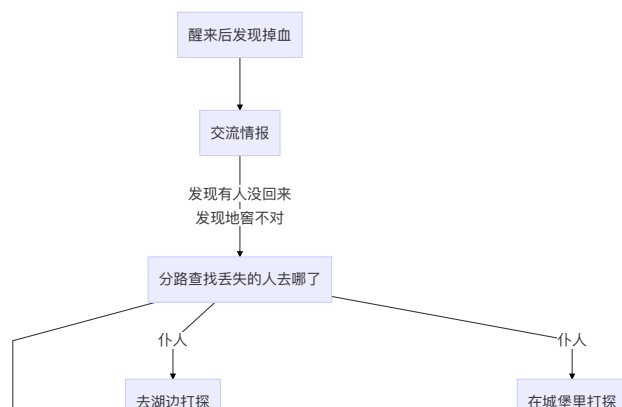 醒来后发现掉血
交流情报
发现有人没回来
发现地窖不对
分路查找丢失的人去哪了
仆人
仆人
去湖边打探
在城堡里打探